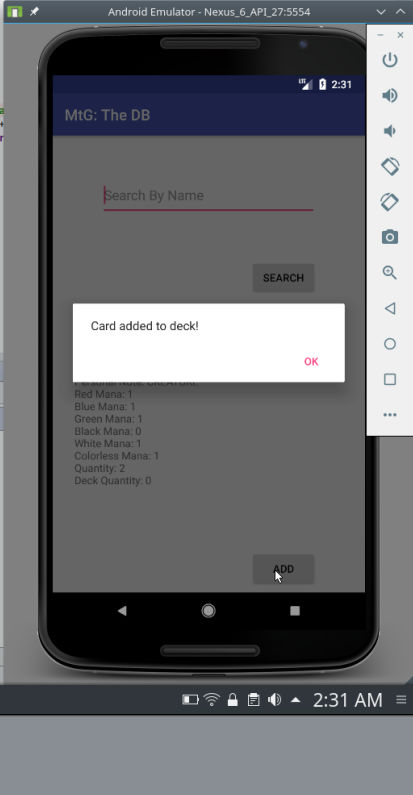 Android Emulator - Nexus_6_API_27:5554
LTE 2:31
MtG: The DB
Search By Name
SEARCH
Card added to deck!
OK
Personal Note: CREATURE
Red Mana: 1
Blue Mana: 1
Green Mana: 1
Black Mana: 0
White Mana: 1
Colorless Mana: 1
Quantity: 2
Deck Quantity: 0
ADD
2:31 AM